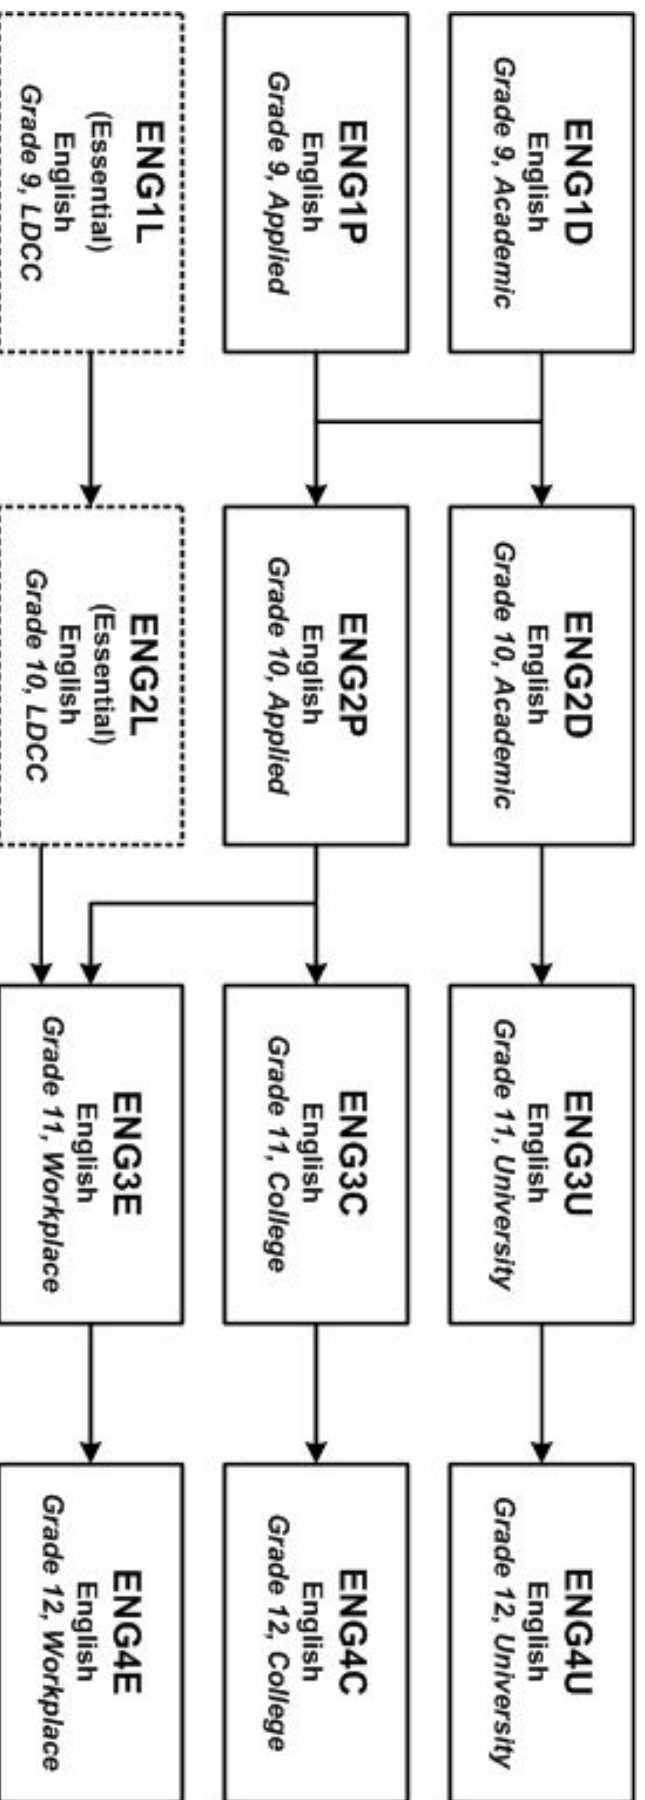 ENG1D
English
Grade 9, Academic
ENG2D
English
Grade 10, Academic
ENG3U
English
Grade 11, University
ENG4U
English
Grade 12, University
ENG1P
English
Grade 9, Applied
ENG2P
English
Grade 10, Applied
ENG3C
English
Grade 11, College
ENG4C
English
Grade 12, College
ENG1L
(Essential)
English
Grade 9, LDCC
ENG2L
(Essential)
English
Grade 10, LDCC
ENG3E
English
Grade 11, Workplace
ENG4E
English
Grade 12, Workplace